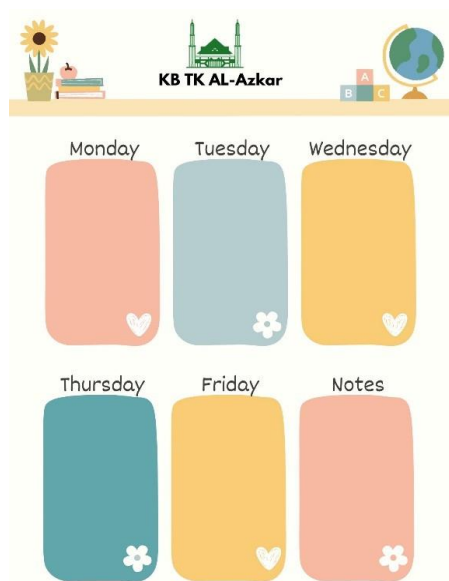 KB TK AL-Azkar
A
B C
Monday Tuesday Wednesday
Thursday Friday Notes